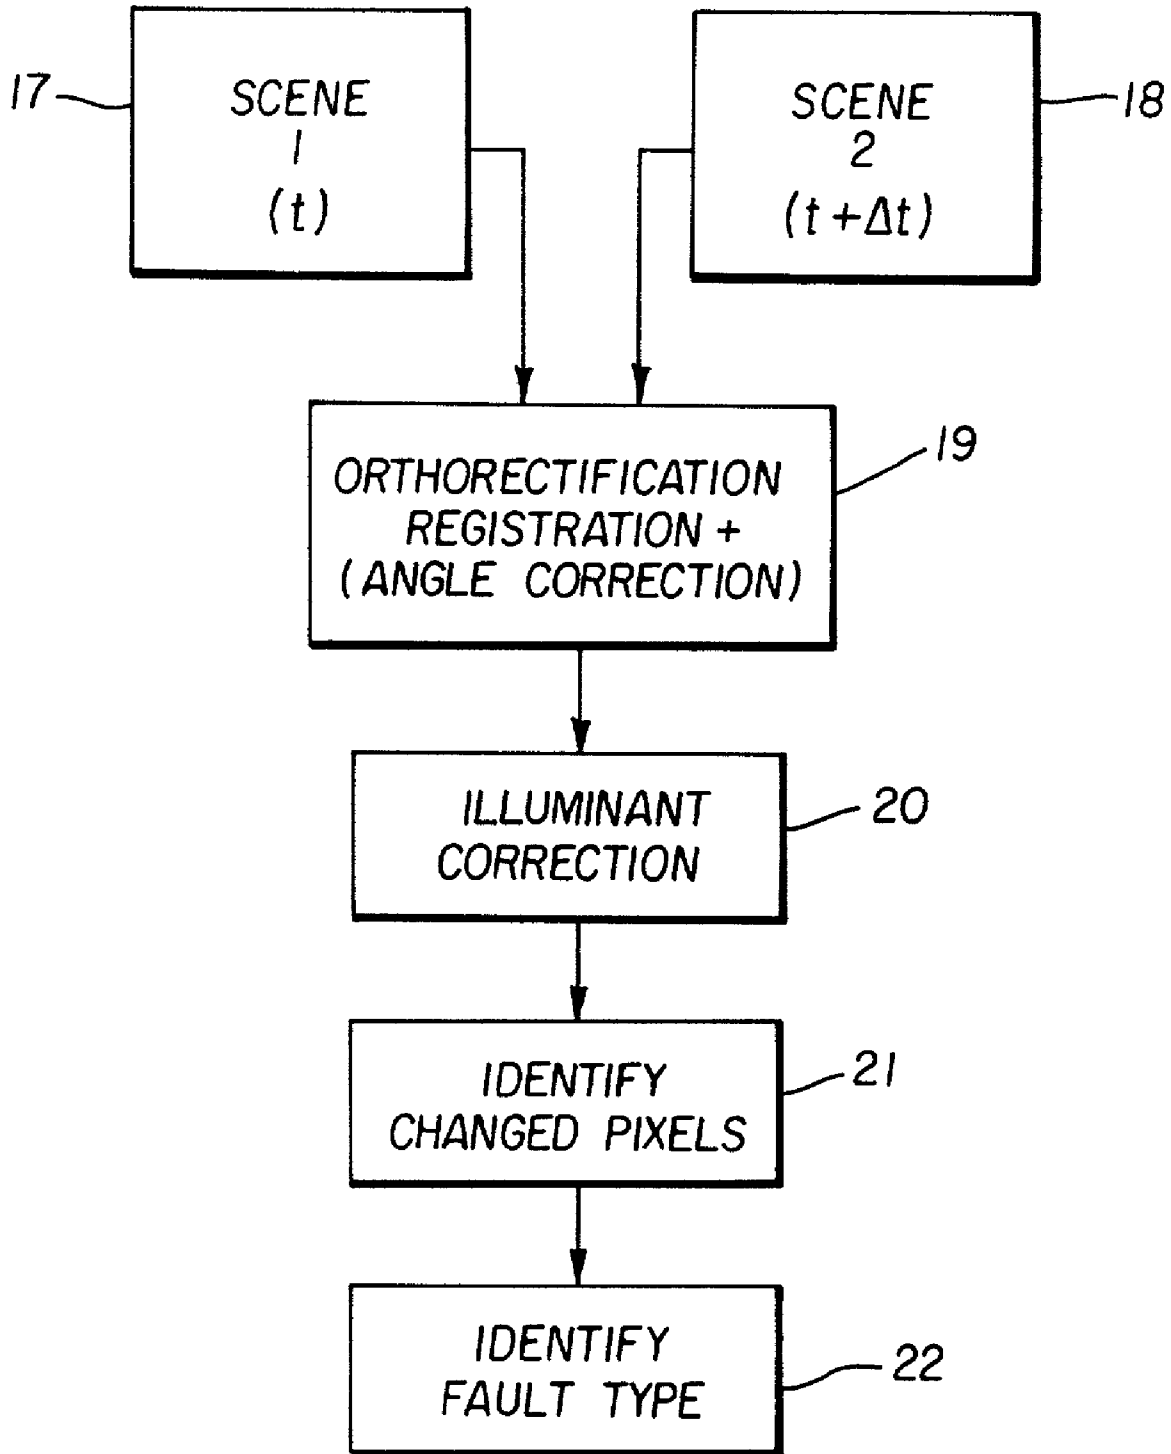 17
SCENE
1
(t)
SCENE
2
(t+Δt)
18
ORTHORECTIFICATION
REGISTRATION +
(ANGLE CORRECTION)
19
ILLUMINANT
CORRECTION
20
IDENTIFY
CHANGED PIXELS
21
IDENTIFY
FAULT TYPE
22